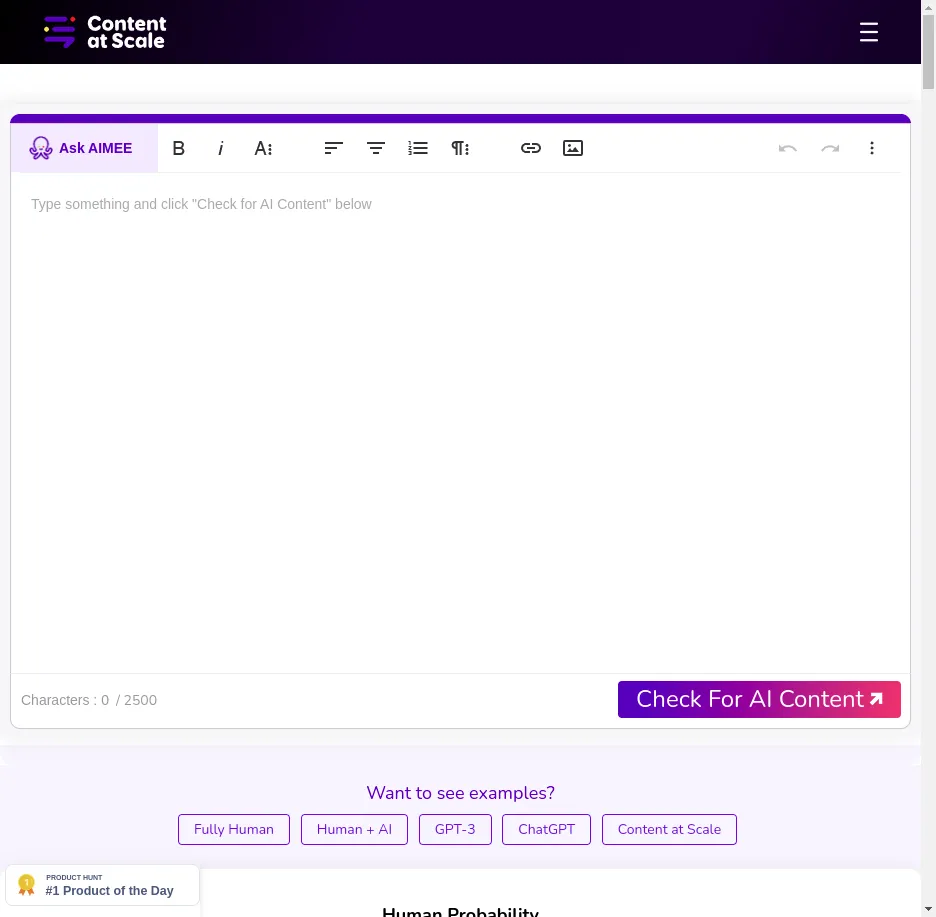 Content
at Scale
Ask AIMEE
Type something and click "Check for AI Content" below
Characters : 0 / 2500
Check For AI Content
Want to see examples?
Fully Human
Human + AI
GPT-3
ChatGPT
Content at Scale
PRODUCT HUNT
#1 Product of the Day
Human Probability